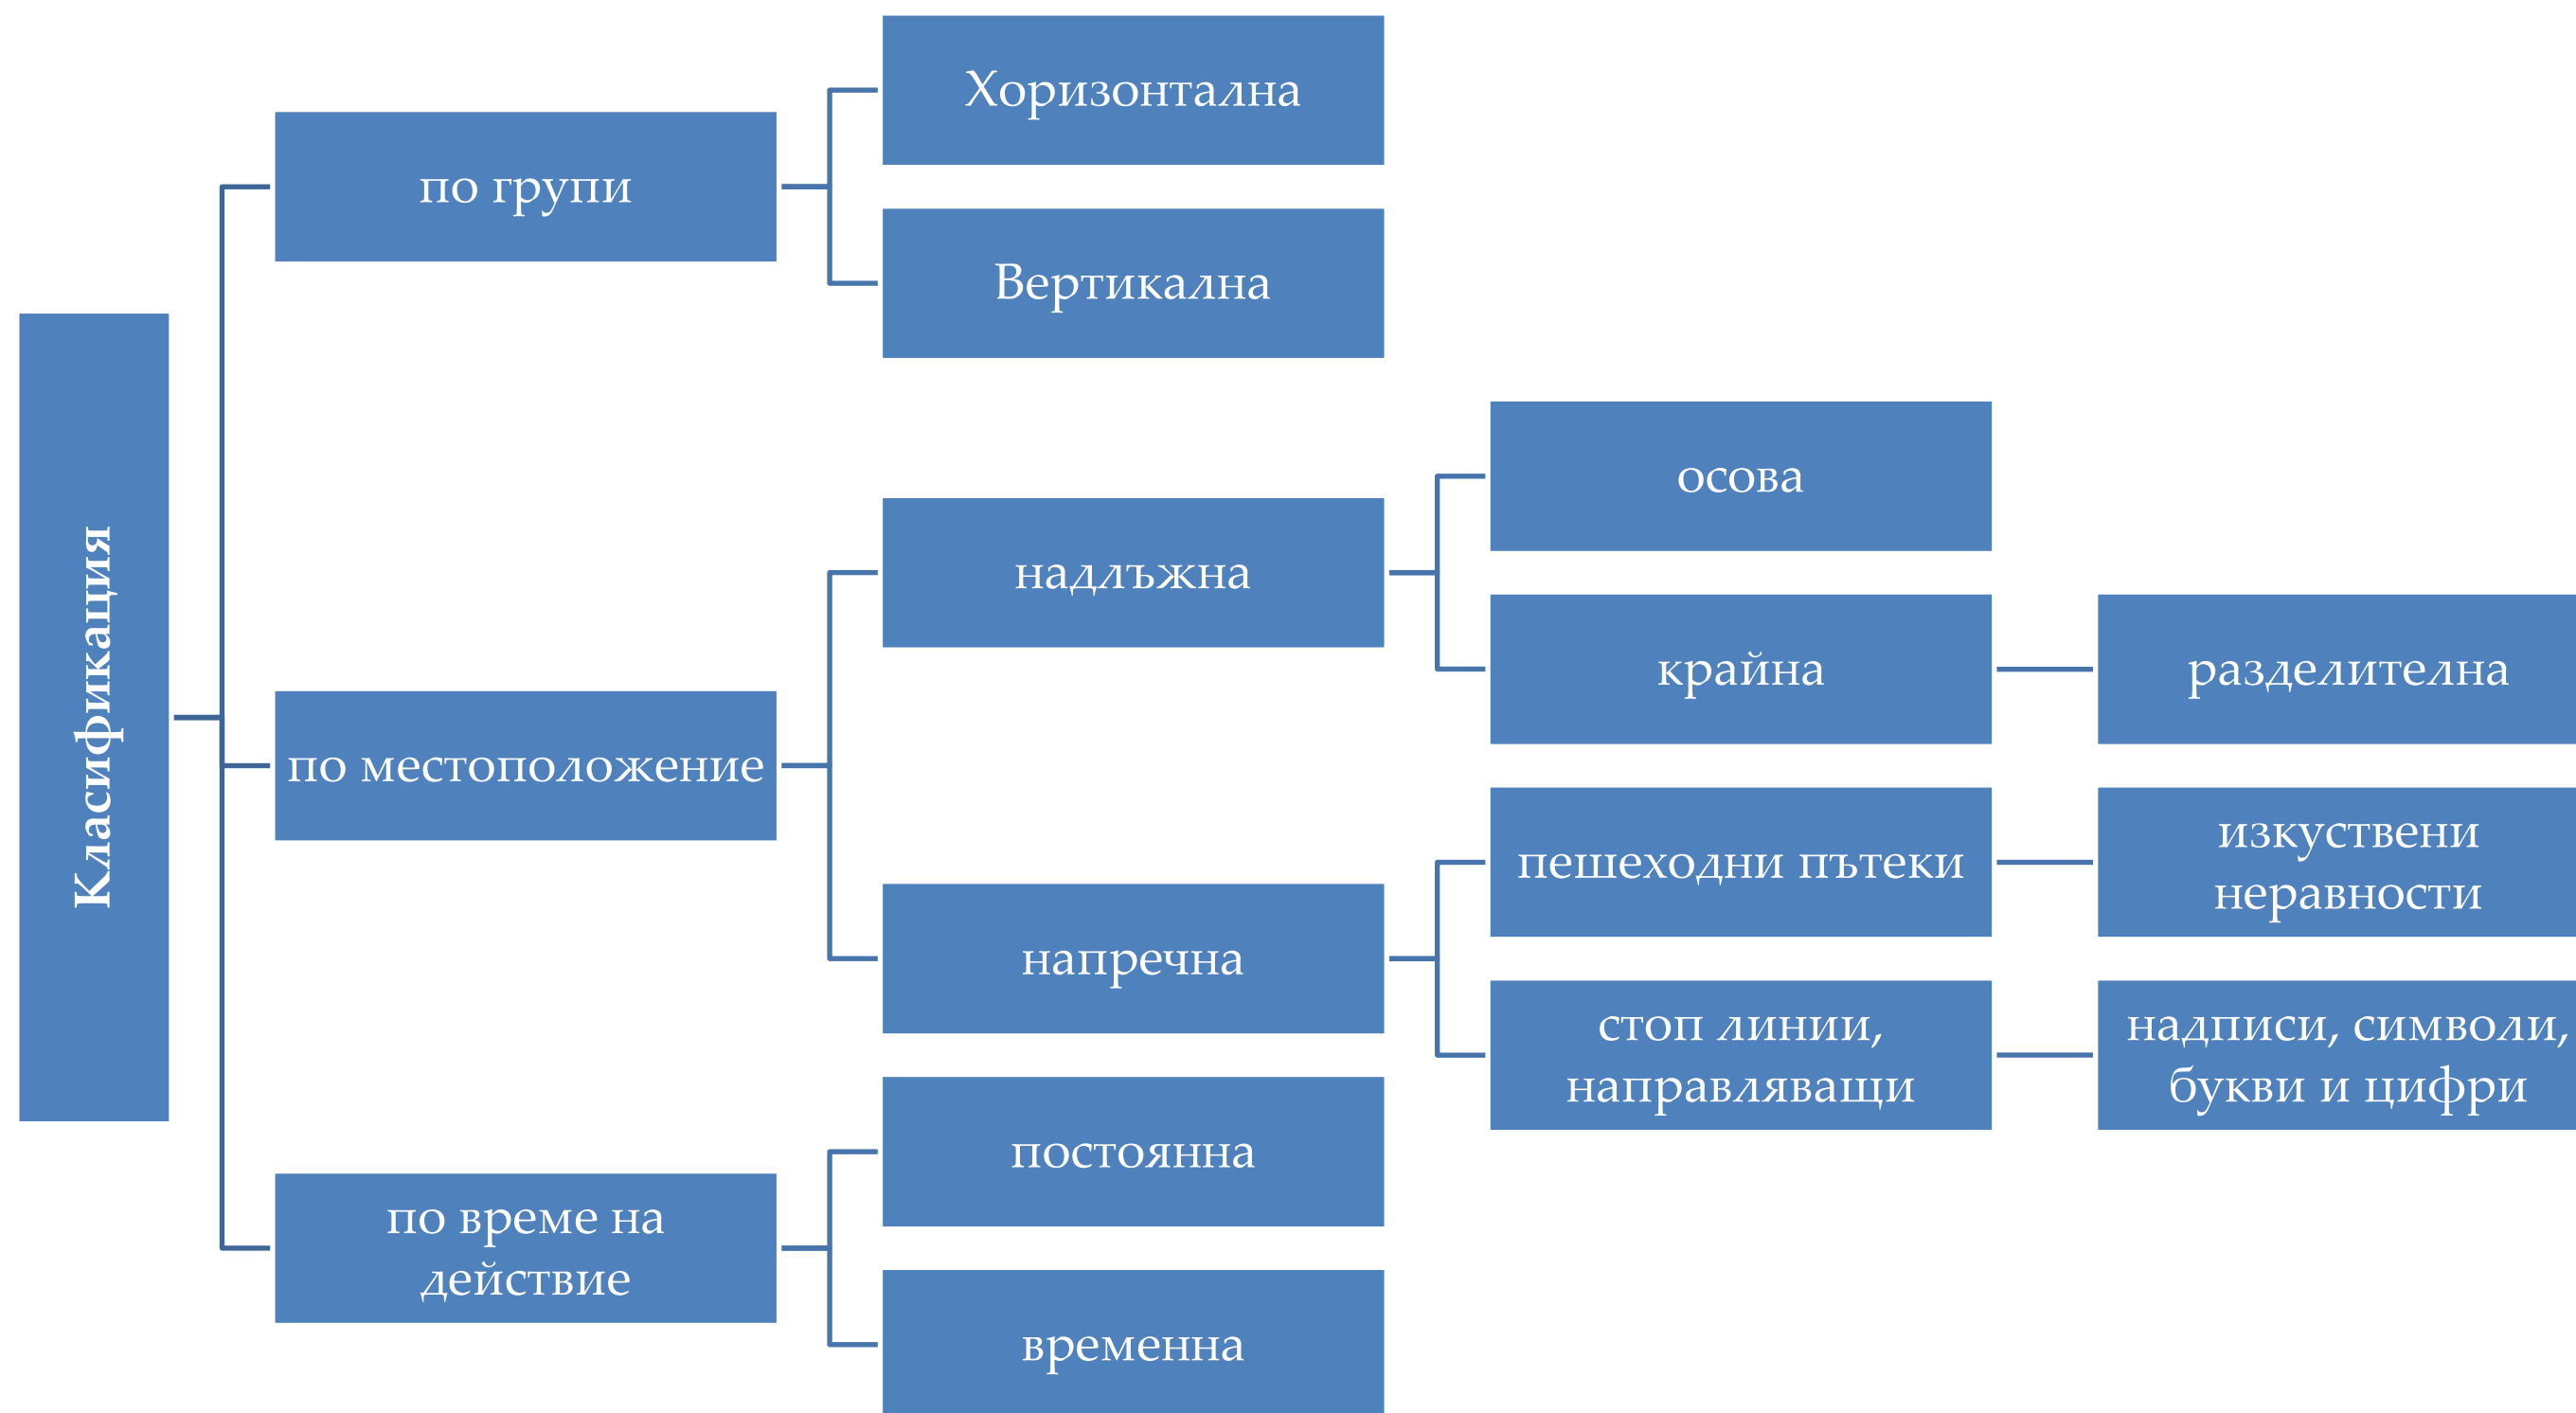 Класификация
по групи
Хоризонтална
Вертикална
по местоположение
надлъжна
осова
крайна
разделителна
напречна
пешеходни пътеки
изкуствени
неравности
стоп линии,
направляващи
надписи, символи,
букви и цифри
по време на
действие
постоянна
временна